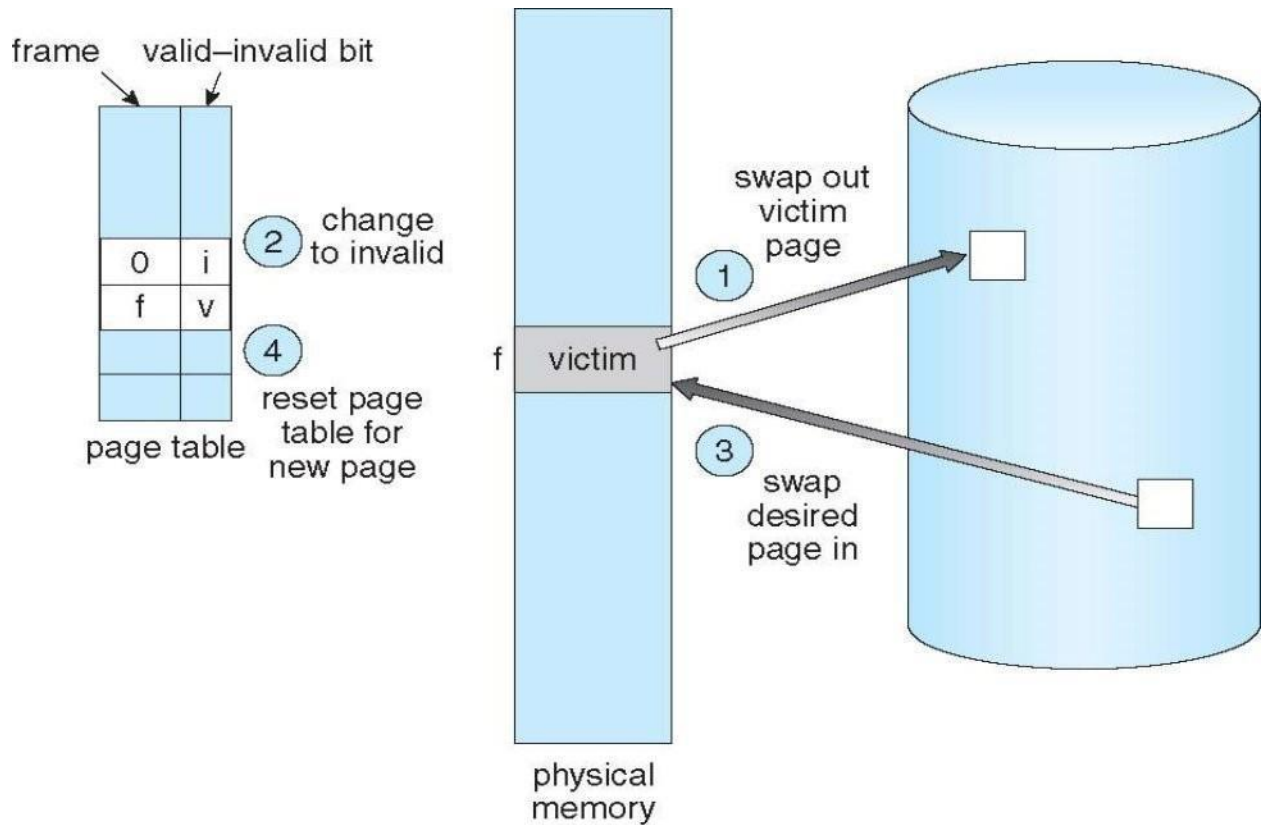 frame
valid–invalid bit
0
i
f
v
2
change
to invalid
4
reset page
table for
new page
page table
swap out
victim
page
1
f
victim
3
swap
desired
page in
physical
memory